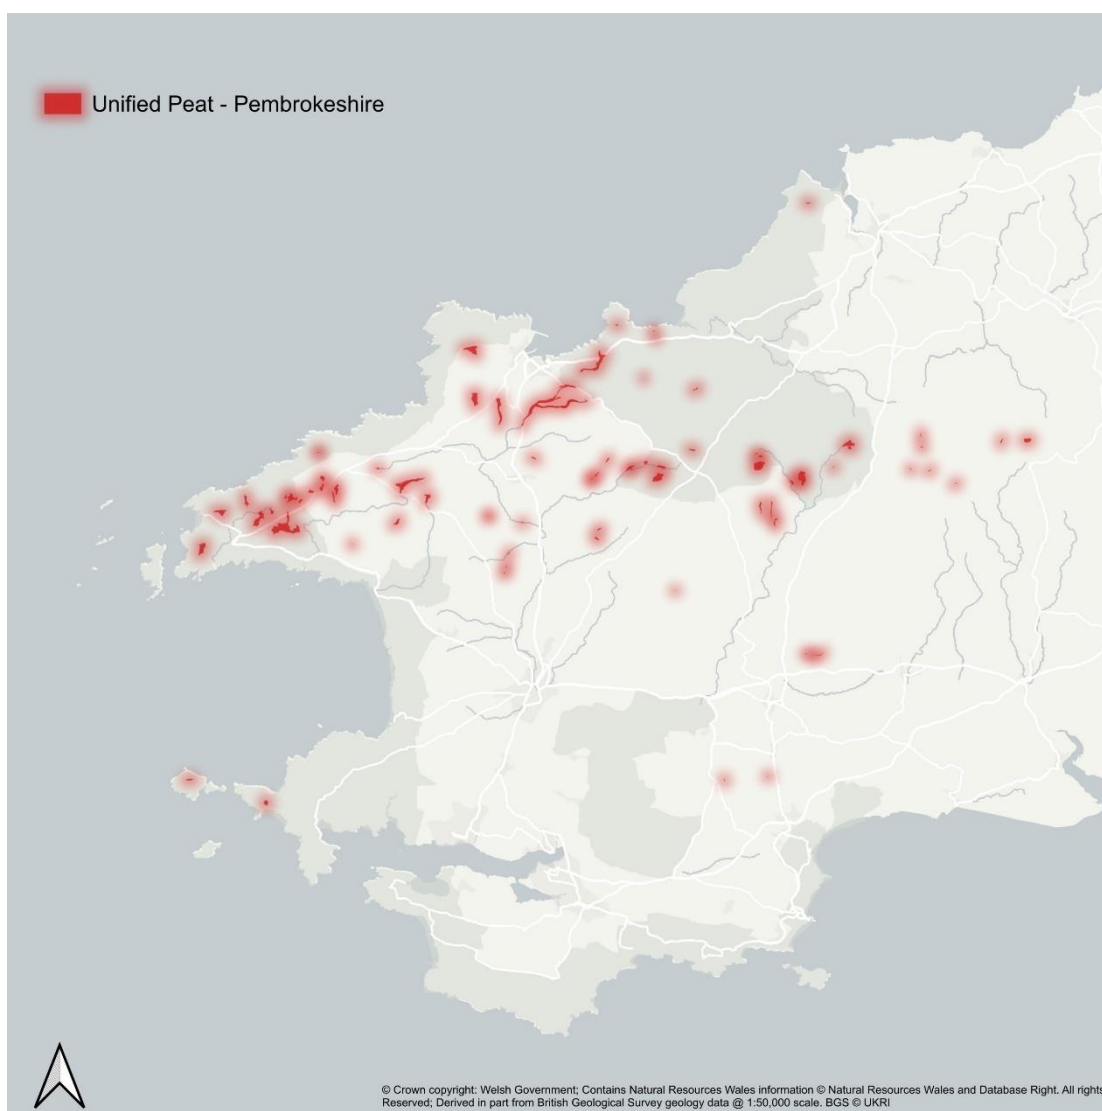 Unified Peat - Pembrokeshire
© Crown copyright: Welsh Government; Contains Natural Resources Wales information © Natural Resources Wales and Database Right. All rights
Reserved; Derived in part from British Geological Survey geology data @ 1:50,000 scale. BGS © UKRI